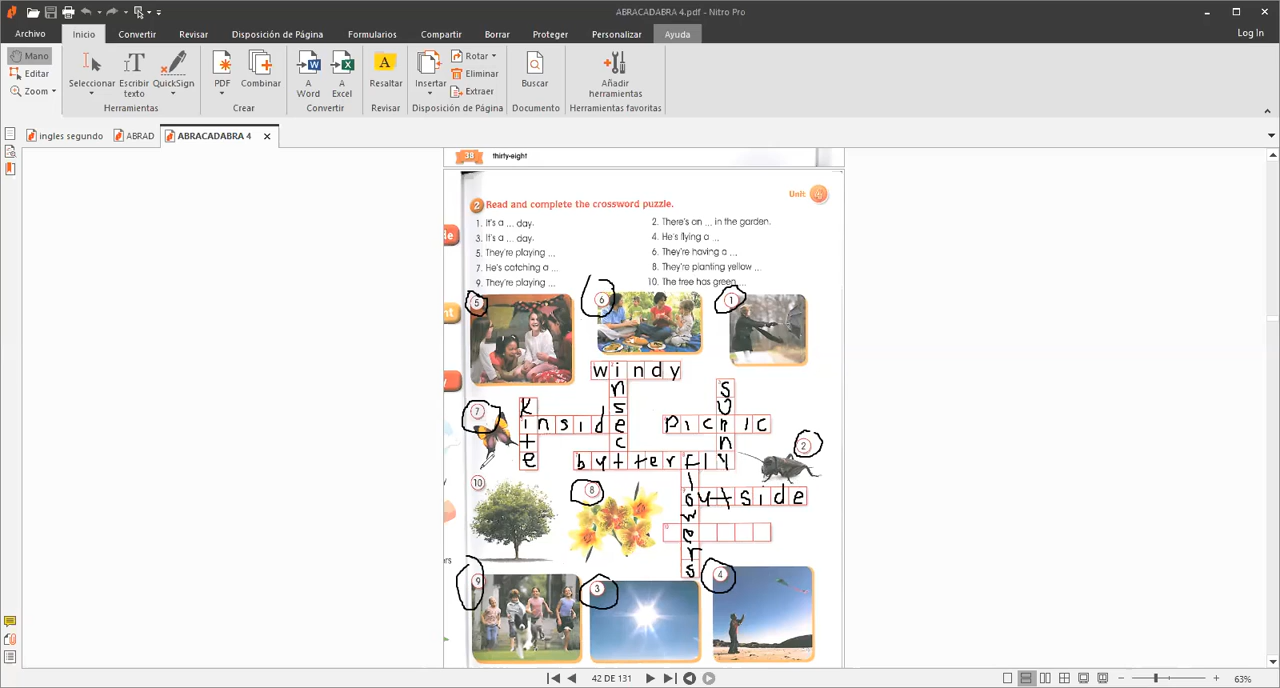 ABRACADABRA 4.pdf - Nitro Pro
Archivo Inicio Convertir Revisar Disposición de Página Formularios Compartir Borrar Proteger Personalizar Ayuda Log In
Mano
Editar
Zoom
Seleccionar Escribir texto QuickSign
Herramientas
PDF Combinar
Crear
A Word A Excel
Convertir
Resaltar
Revisar
Insertar Rotar
Eliminar
Extraer
Disposición de Página
Buscar
Documento
Añadir herramientas
Herramientas favoritas
ingles segundo ABRAD ABRACADABRA 4
38 thirty-eight
Unit 4
2 Read and complete the crossword puzzle.
1. It's a ... day. 2. There's an ... in the garden.
3. It's a ... day. 4. He's flying a ...
5. They're playing ... 6. They're having a ...
7. He's catching a ... 8. They're planting yellow ...
9. They're playing ... 10. The tree has green ...
5 6 1
windy
insect
sunny
7
kite
inside
picnic
2
butterfly
flowers
10 8
outside
9 3 4
42 DE 131
63%